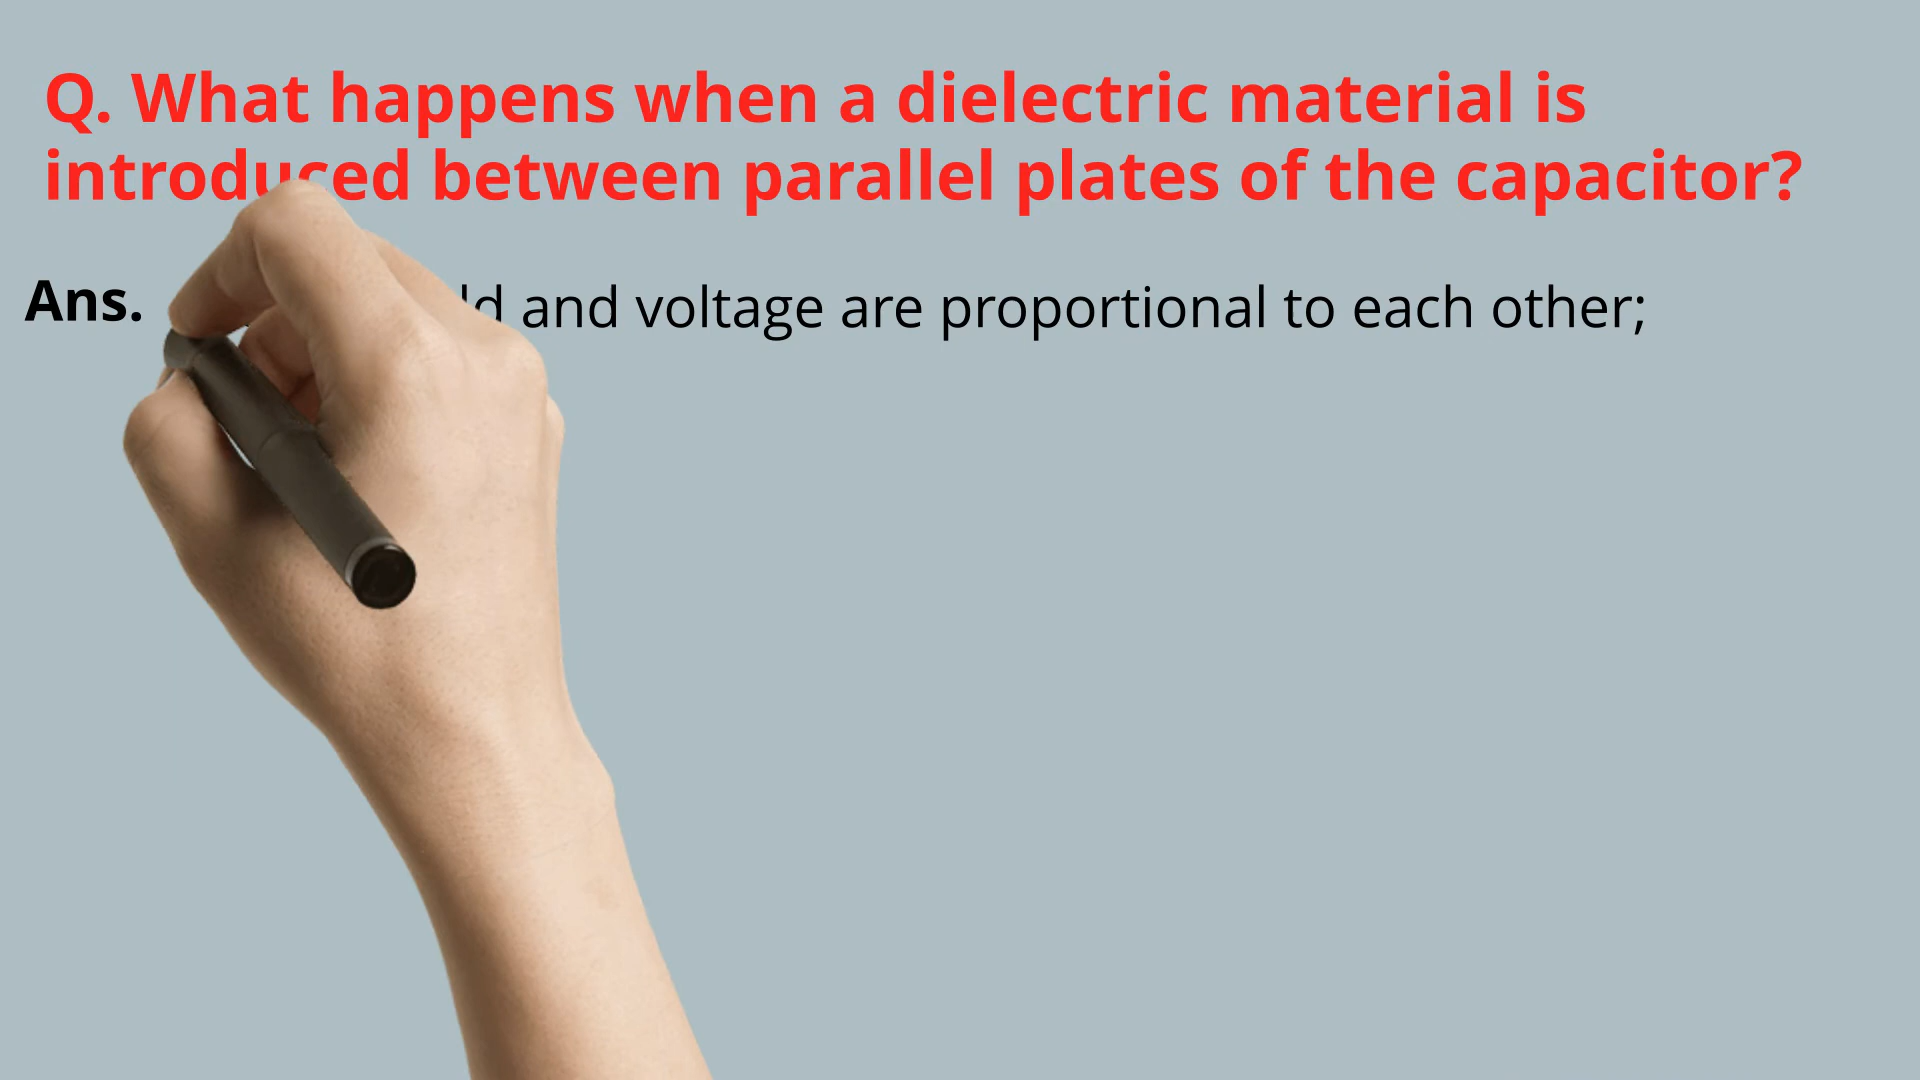 Q. What happens when a dielectric material is
introduced between parallel plates of the capacitor?
Ans. and voltage are proportional to each other;